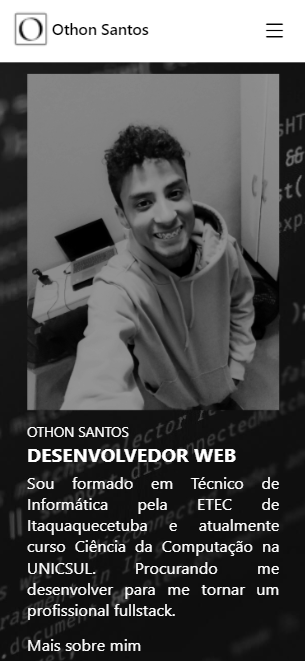 O Othon Santos
OTHON SANTOS
DESENVOLVEDOR WEB
Sou formado em Técnico de
Informática pela ETEC de
Itaquaquecetuba e atualmente
curso Ciência da Computação na
UNICSUL. Procurando me
desenvolver para me tornar um
profissional fullstack.
Mais sobre mim